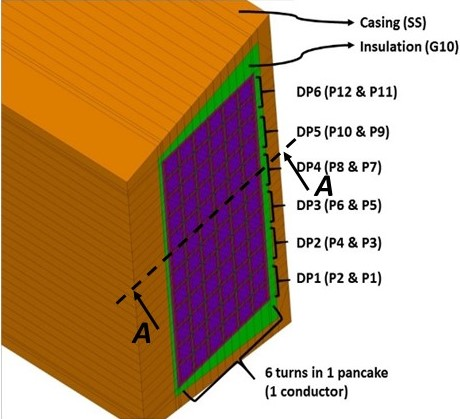 Casing (SS)
Insulation (G10)
DP6 (P12 & P11)
DP5 (P10 & P9)
DP4 (P8 & P7)
A
DP3 (P6 & P5)
DP2 (P4 & P3)
DP1 (P2 & P1)
A
6 turns in 1 pancake
(1 conductor)